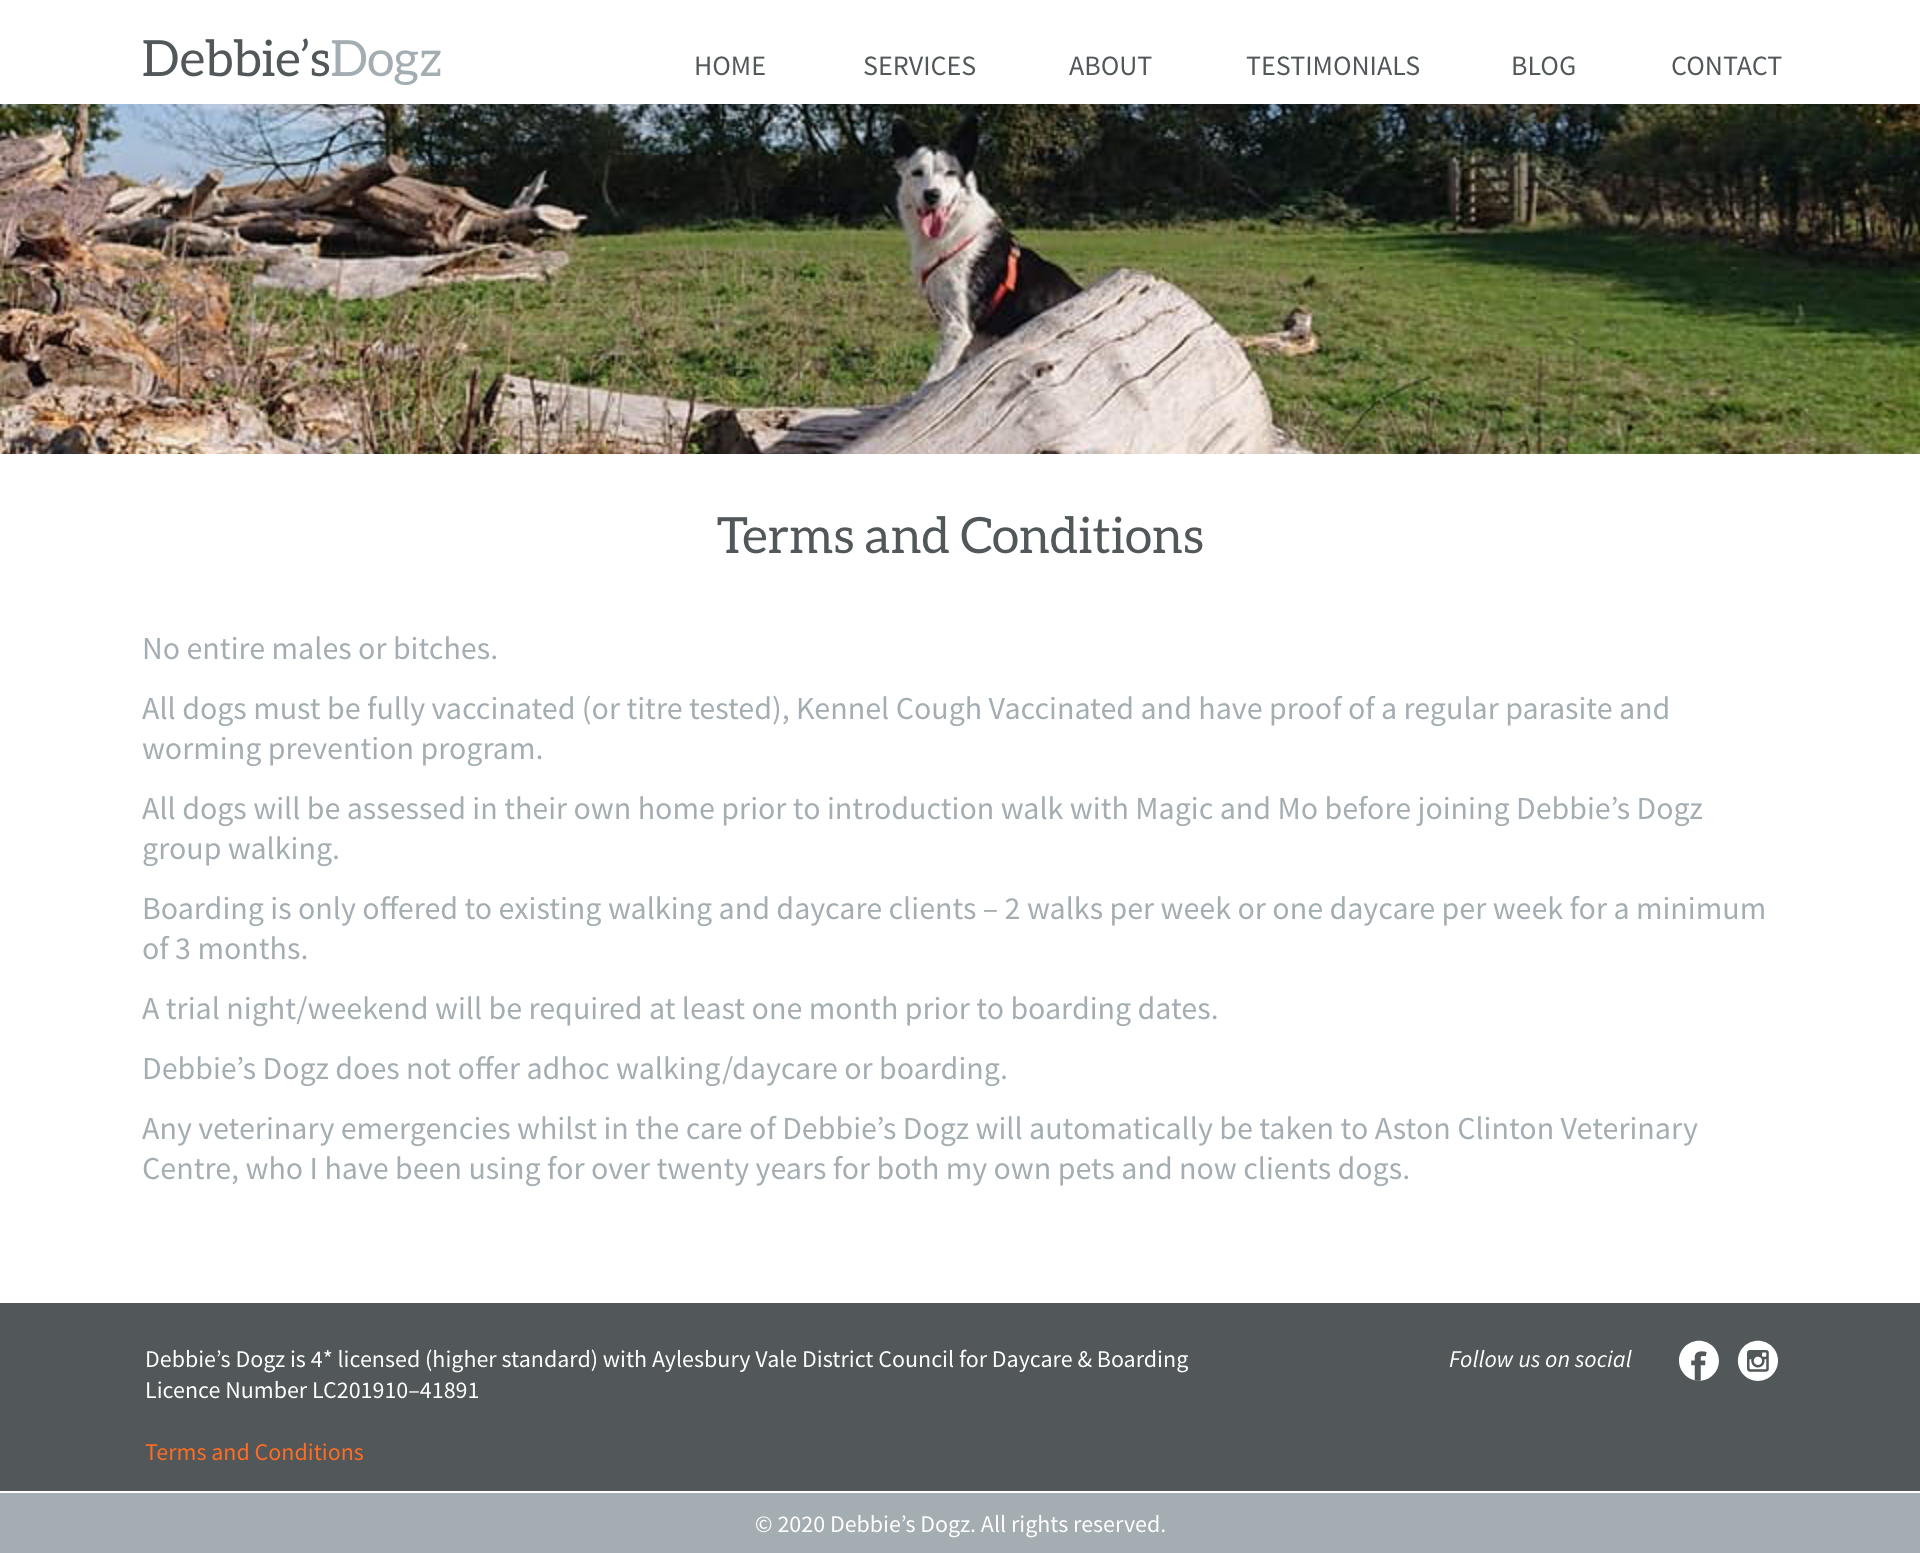 Debbie’sDogz
HOME SERVICES ABOUT TESTIMONIALS BLOG CONTACT
Terms and Conditions
No entire males or bitches.
All dogs must be fully vaccinated (or titre tested), Kennel Cough Vaccinated and have proof of a regular parasite and
worming prevention program.
All dogs will be assessed in their own home prior to introduction walk with Magic and Mo before joining Debbie’s Dogz
group walking.
Boarding is only offered to existing walking and daycare clients – 2 walks per week or one daycare per week for a minimum
of 3 months.
A trial night/weekend will be required at least one month prior to boarding dates.
Debbie’s Dogz does not offer adhoc walking/daycare or boarding.
Any veterinary emergencies whilst in the care of Debbie’s Dogz will automatically be taken to Aston Clinton Veterinary
Centre, who I have been using for over twenty years for both my own pets and now clients dogs.
Debbie’s Dogz is 4* licensed (higher standard) with Aylesbury Vale District Council for Daycare & Boarding
Licence Number LC201910–41891
Follow us on social
Terms and Conditions
© 2020 Debbie’s Dogz. All rights reserved.